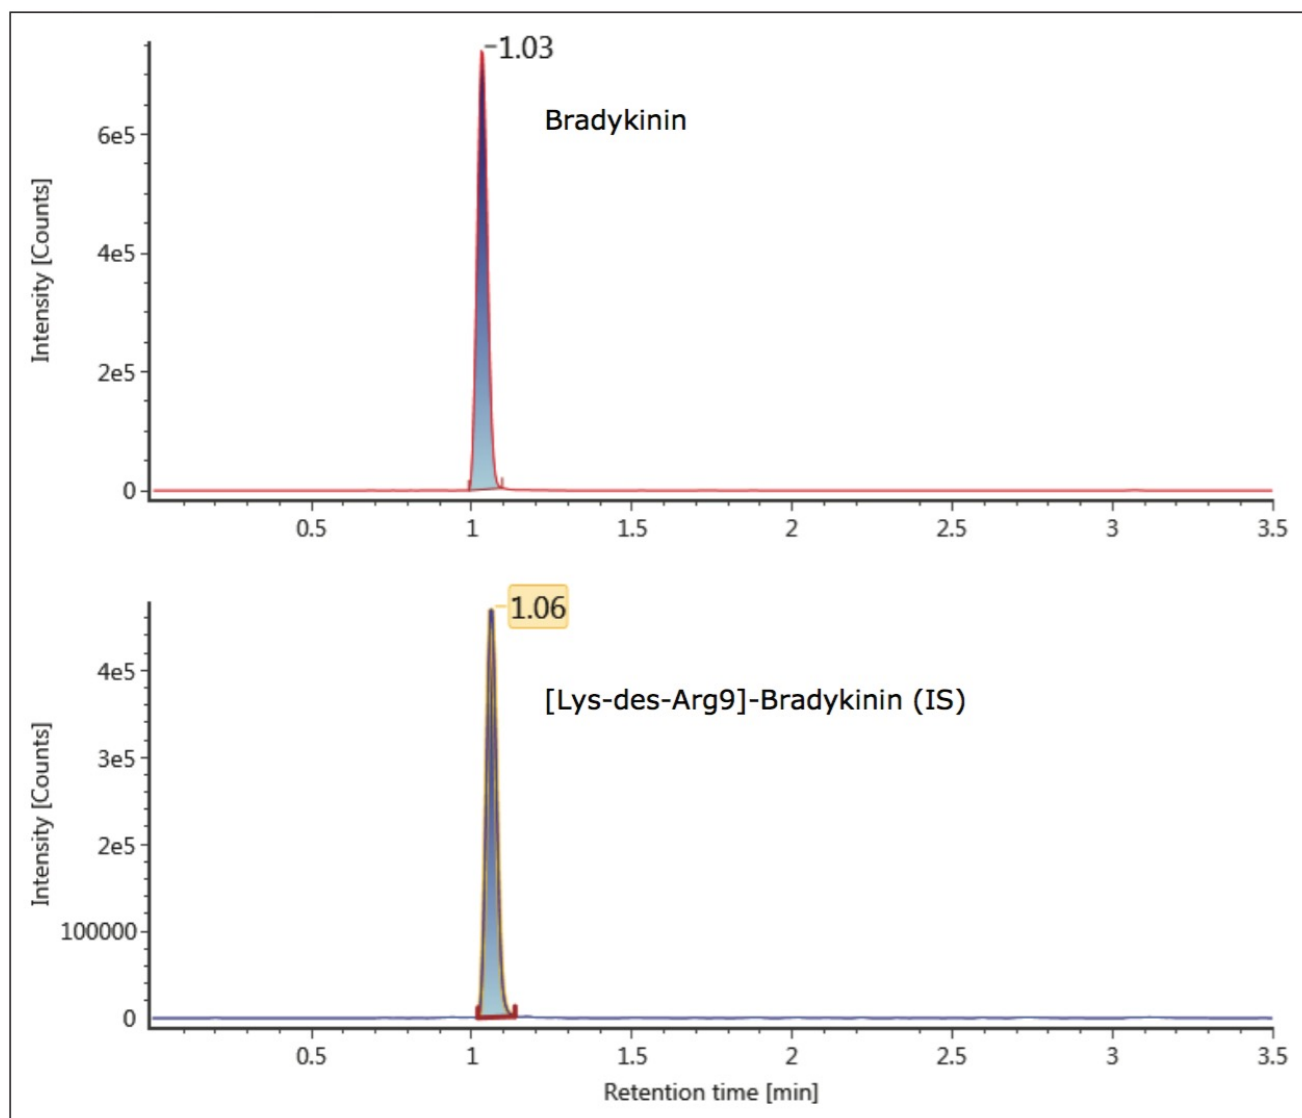 1.03
Bradykinin
Intensity [Counts]
6e5
4e5
2e5
0
0.5 1 1.5 2 2.5 3 3.5
1.06
[Lys-des-Arg9]-Bradykinin (IS)
Intensity [Counts]
4e5
3e5
2e5
100000
0
0.5 1 1.5 2 2.5 3 3.5
Retention time [min]